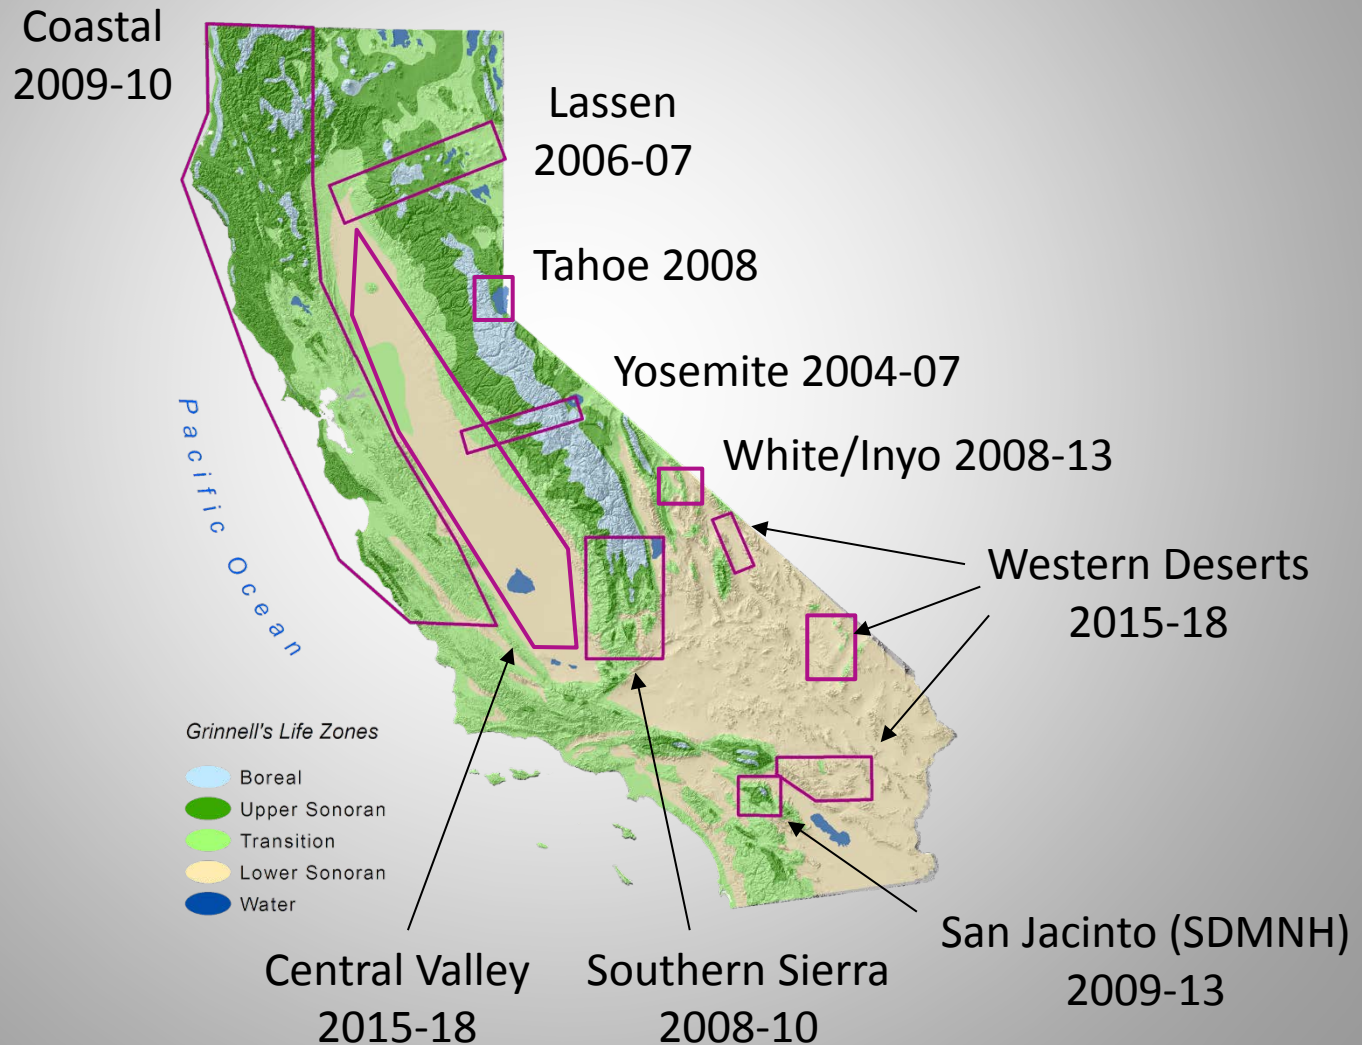 Coastal
2009-10
Lassen
2006-07
Tahoe 2008
Yosemite 2004-07
White/Inyo 2008-13
Pacific Ocean
Western Deserts
2015-18
Grinnell's Life Zones
Boreal
Upper Sonoran
Transition
Lower Sonoran
Water
San Jacinto (SDMNH)
2009-13
Central Valley
2015-18
Southern Sierra
2008-10